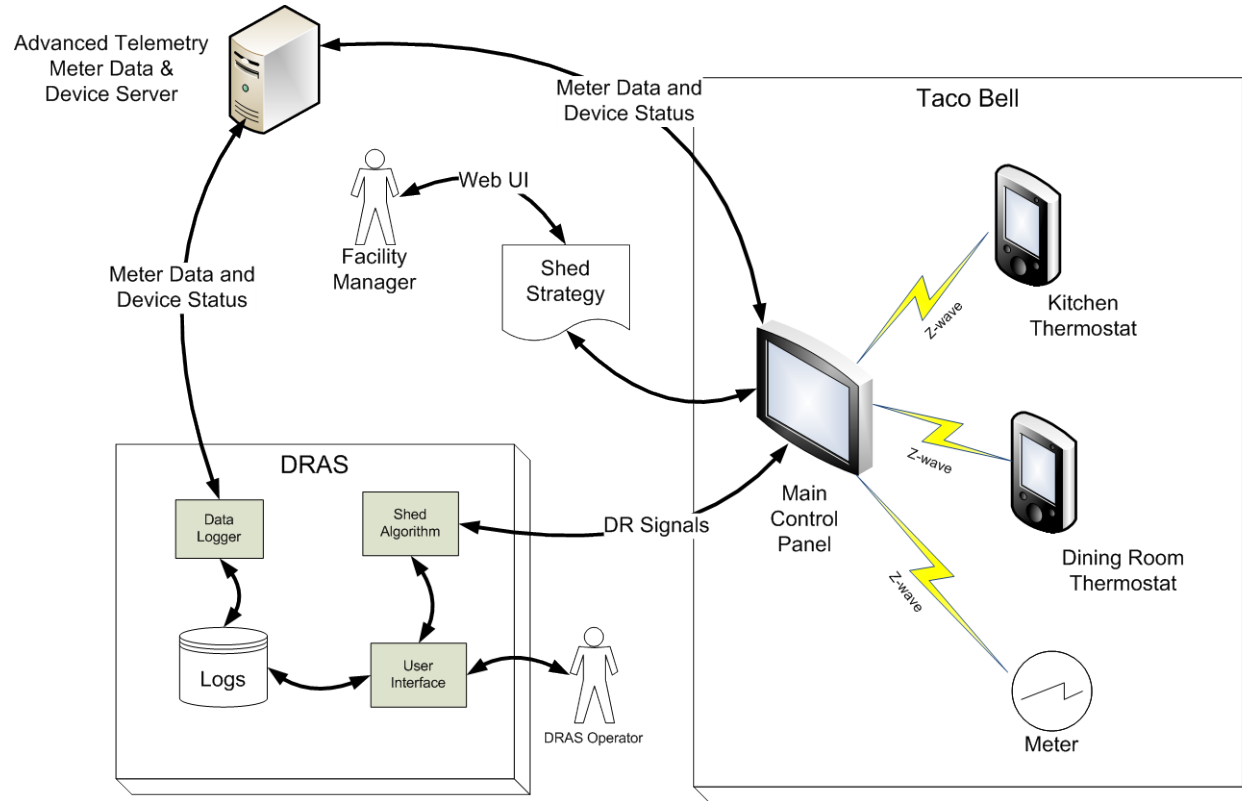 Advanced Telemetry
Meter Data &
Device Server
Meter Data and
Device Status
Taco Bell
Web UI
Facility
Manager
Shed
Strategy
Meter Data and
Device Status
Z-wave
Kitchen
Thermostat
DRAS
Data
Logger
Shed
Algorithm
DR Signals
Main
Control
Panel
Z-wave
Dining Room
Thermostat
Z-wave
Logs
User
Interface
DRAS Operator
Meter